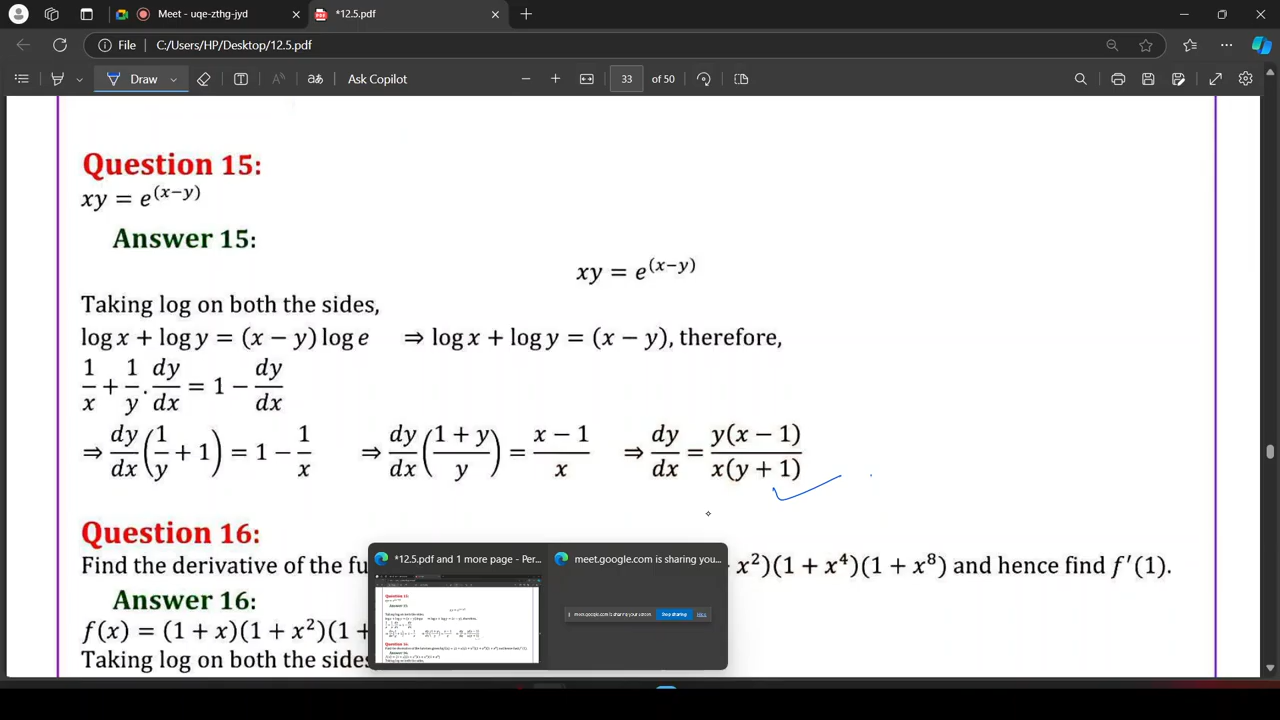 Meet - uqe-zthg-jyd
*12.5.pdf
File C:/Users/HP/Desktop/12.5.pdf
Draw Ask Copilot 33 of 50
Question 15:
xy = e^(x−y)
Answer 15:
xy = e^(x−y)
Taking log on both the sides,
log x + log y = (x − y) log e ⇒ log x + log y = (x − y), therefore,
1/x + 1/y . dy/dx = 1 − dy/dx
⇒ dy/dx (1/y + 1) = 1 − 1/x ⇒ dy/dx ((1 + y)/y) = (x − 1)/x ⇒ dy/dx = y(x − 1)/x(y + 1)
Question 16:
Find the derivative of the fu x²)(1 + x⁴)(1 + x⁸) and hence find f′(1).
Answer 16:
f(x) = (1 + x)(1 + x²)(1 +
Taking log on both the sides
*12.5.pdf and 1 more page - Per...
meet.google.com is sharing you...
Stop sharing